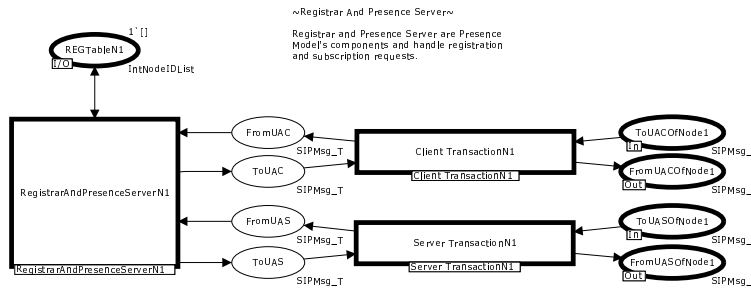 ~Registrar And Presence Server~
Registrar and Presence Server are Presence
Model's components and handle registration
and subscription requests.
1`[]
REGTableN1
I/O
IntNodeIDList
FromUAC
SIPMsg_T
Client TransactionN1
Client TransactionN1
ToUACOfNode1
In
SIPMsg_
ToUAC
SIPMsg_T
FromUACOfNode1
Out
SIPMsg_
RegistrarAndPresenceServerN1
RegistrarAndPresenceServerN1
FromUAS
SIPMsg_T
Server TransactionN1
Server TransactionN1
ToUASOfNode1
In
SIPMsg_
ToUAS
SIPMsg_T
FromUASOfNode1
Out
SIPMsg_